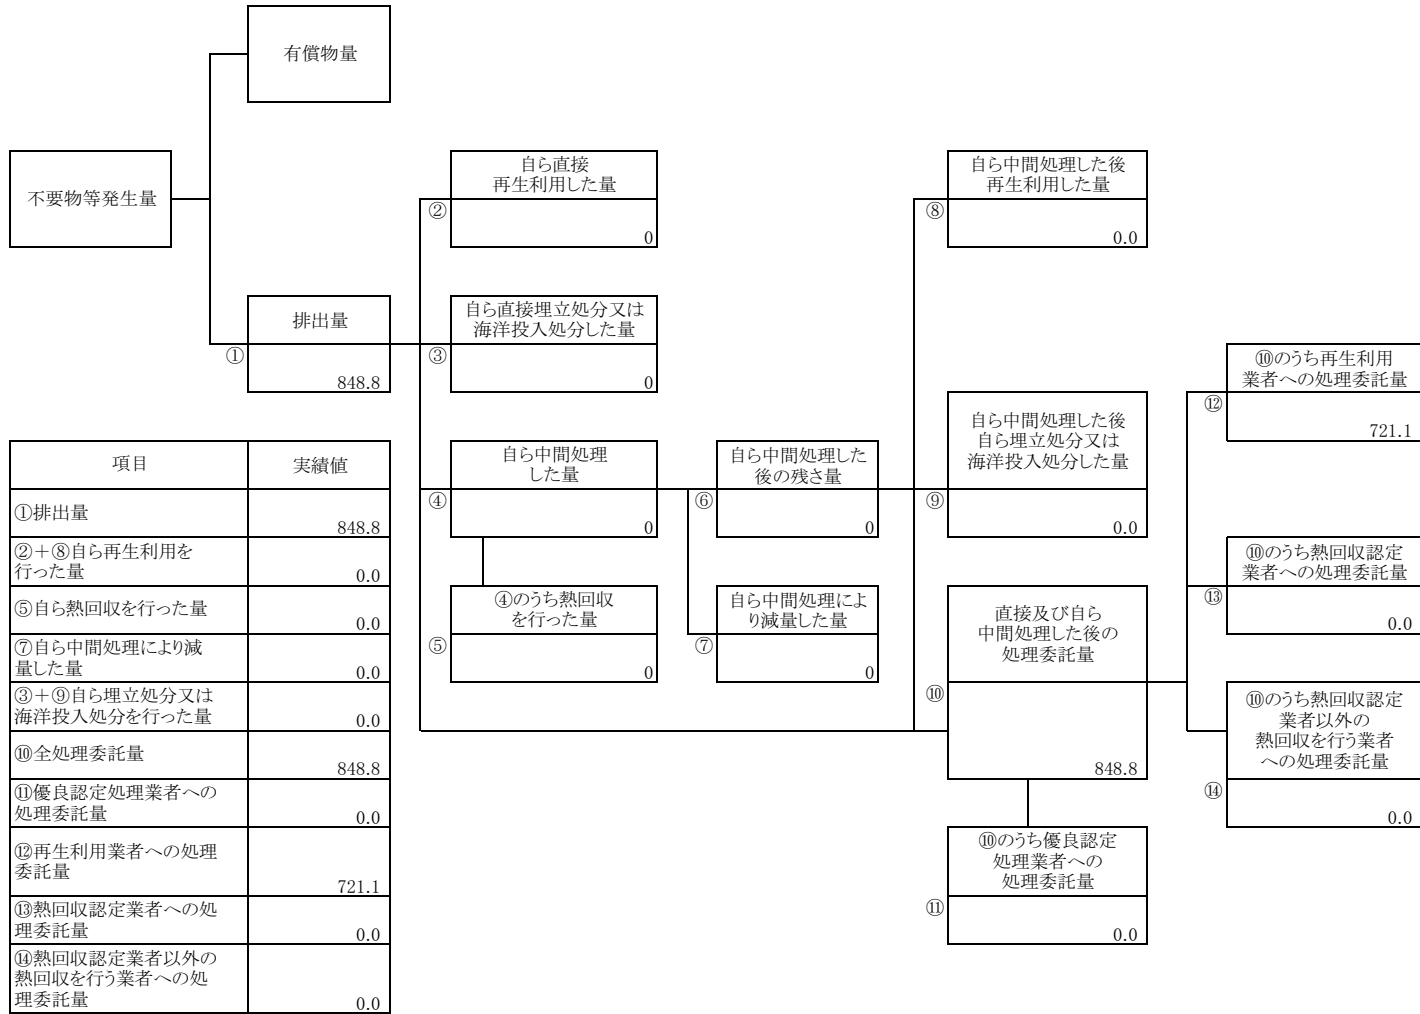 有償物量
不要物等発生量
自ら直接
再生利用した量
②
0
自ら中間処理した後
再生利用した量
⑧
0.0
排出量
①
848.8
自ら直接埋立処分又は
海洋投入処分した量
③
0
⑩のうち再生利用
業者への処理委託量
⑫
721.1
自ら中間処理
した量
④
0
自ら中間処理した
後の残さ量
⑥
0
自ら中間処理した後
自ら埋立処分又は
海洋投入処分した量
⑨
0.0
⑩のうち熱回収認定
業者への処理委託量
⑬
0.0
④のうち熱回収
を行った量
⑤
0
自ら中間処理によ
り減量した量
⑦
0
直接及び自ら
中間処理した後の
処理委託量
⑩
848.8
⑩のうち熱回収認定
業者以外の
熱回収を行う業者
への処理委託量
⑭
0.0
⑩のうち優良認定
処理業者への
処理委託量
⑪
0.0
項目
実績値
①排出量
848.8
②＋⑧自ら再生利用を
行った量
0.0
⑤自ら熱回収を行った量
0.0
⑦自ら中間処理により減
量した量
0.0
③＋⑨自ら埋立処分又は
海洋投入処分を行った量
0.0
⑩全処理委託量
848.8
⑪優良認定処理業者への
処理委託量
0.0
⑫再生利用業者への処理
委託量
721.1
⑬熱回収認定業者への処
理委託量
0.0
⑭熱回収認定業者以外の
熱回収を行う業者への処
理委託量
0.0